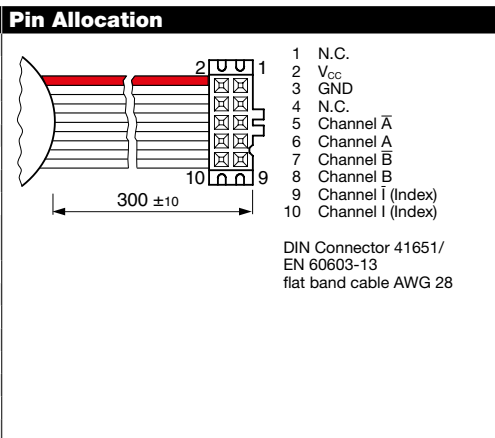 Pin Allocation
2 1
10 9
300 ±10
1 N.C.
2 VCC
3 GND
4 N.C.
5 Channel A̅
6 Channel A
7 Channel B̅
8 Channel B
9 Channel I̅ (Index)
10 Channel I (Index)
DIN Connector 41651/
EN 60603-13
flat band cable AWG 28